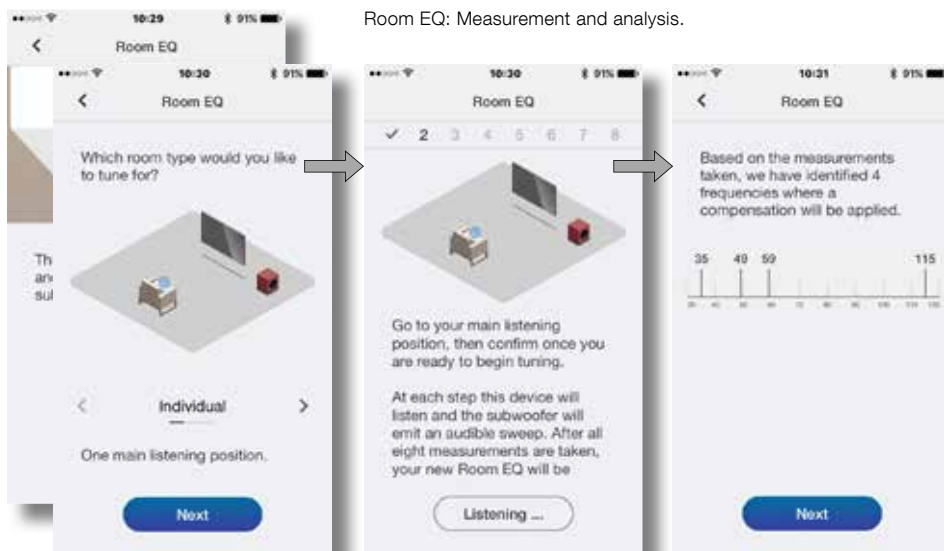 Room EQ: Measurement and analysis.
10:29
91%
Room EQ
Th
an
sul
10:30
91%
Room EQ
Which room type would you like
to tune for?
Individual
One main listening position.
Next
10:30
91%
Room EQ
2 3 4 5 6 7 8
Go to your main listening
position, then confirm once you
are ready to begin tuning.
At each step this device will
listen and the subwoofer will
emit an audible sweep. After all
eight measurements are taken,
your new Room EQ will be
Listening ...
10:31
91%
Room EQ
Based on the measurements
taken, we have identified 4
frequencies where a
compensation will be applied.
35 49 59 115
Next